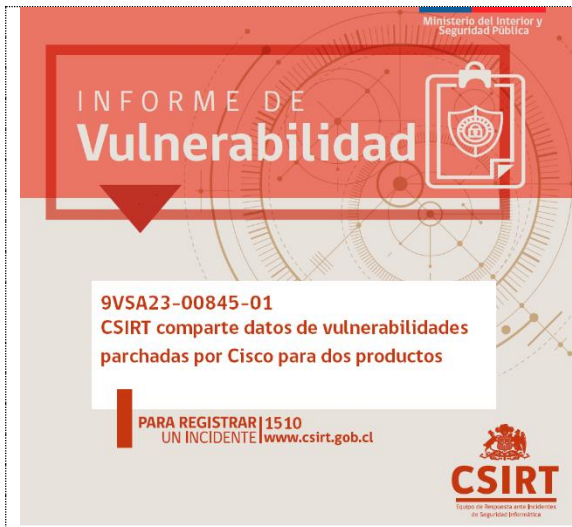 Ministerio del Interior y
Seguridad Pública
INFORME DE
Vulnerabilidad
9VSA23-00845-01
CSIRT comparte datos de vulnerabilidades
parchadas por Cisco para dos productos
PARA REGISTRAR | 1510
UN INCIDENTE | www.csirt.gob.cl
CSIRT
Equipo de Respuesta ante Incidentes
de Seguridad Informática